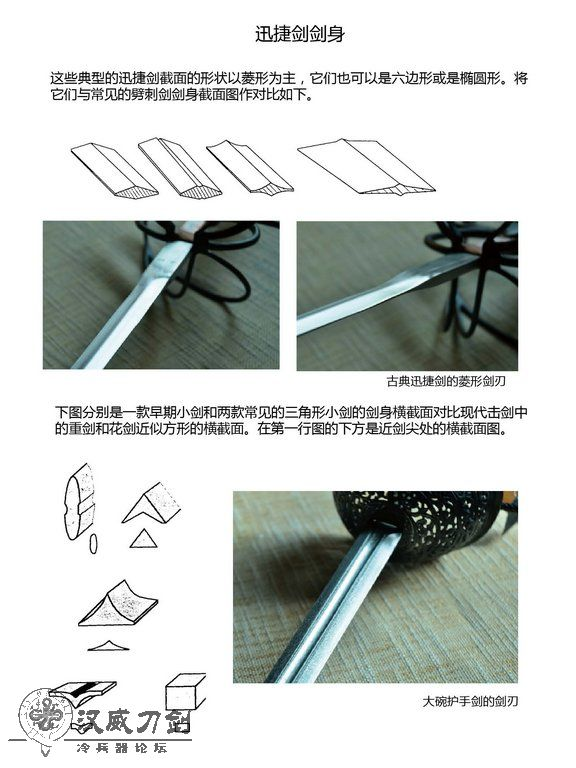 迅捷剑剑身
这些典型的迅捷剑截面的形状以菱形为主，它们也可以是六边形或是椭圆形。将
它们与常见的劈刺剑剑身截面图作对比如下。
古典迅捷剑的菱形剑刃
下图分别是一款早期小剑和两款常见的三角形小剑的剑身横截面对比现代击剑中
的重剑和花剑近似方形的横截面。在第一行图的下方是近剑尖处的横截面图。
大碗护手剑的剑刃
汉威刀剑
冷兵器论坛